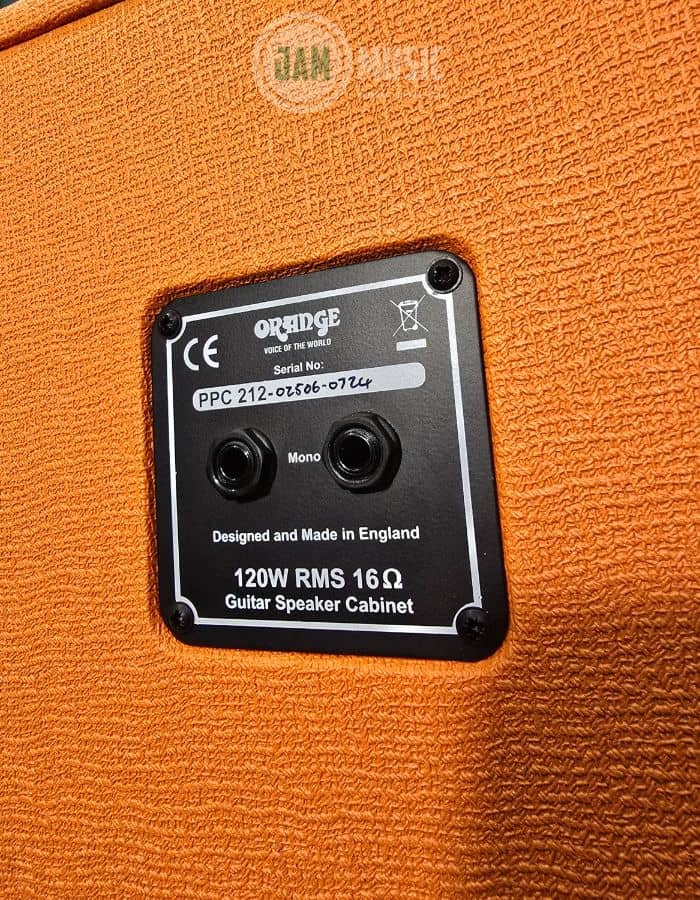 JAM MUSIC
ORANGE
VOICE OF THE WORLD
CE
Serial No:
PPC 212-02506-0724
Mono
Designed and Made in England
120W RMS 16Ω
Guitar Speaker Cabinet